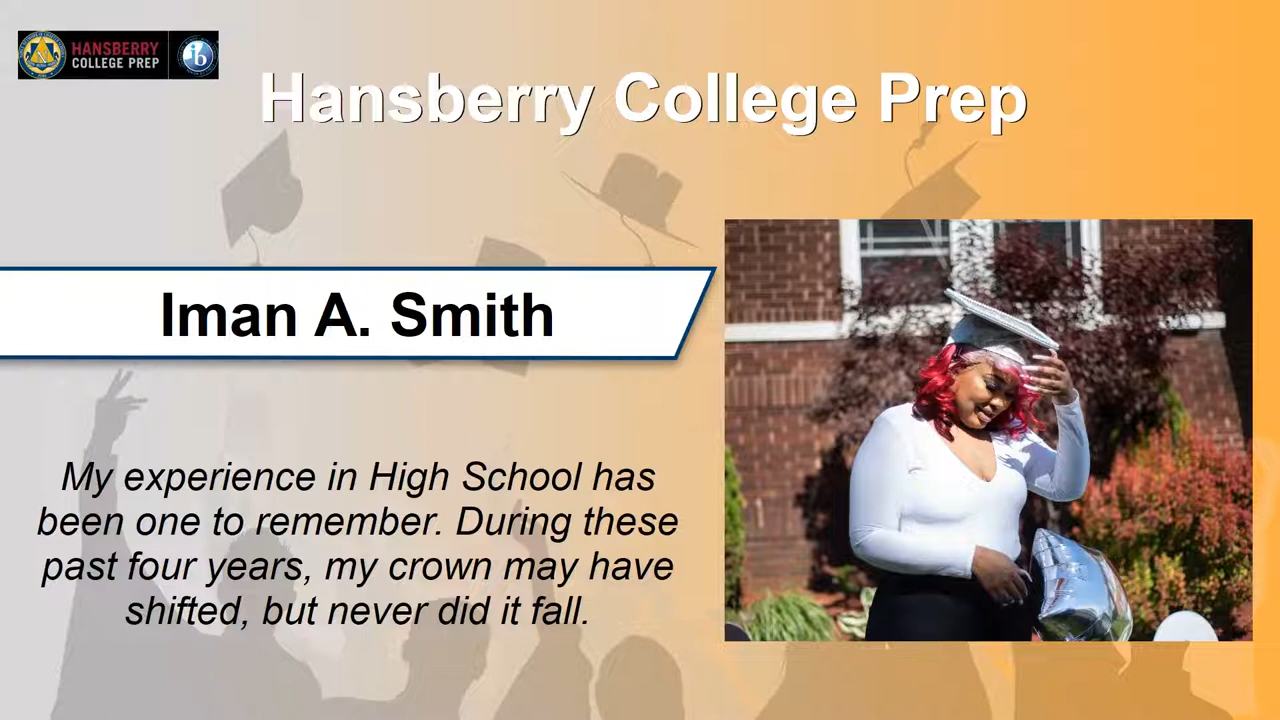 HANSBERRY
COLLEGE PREP
ib
Hansberry College Prep
Iman A. Smith
My experience in High School has
been one to remember. During these
past four years, my crown may have
shifted, but never did it fall.